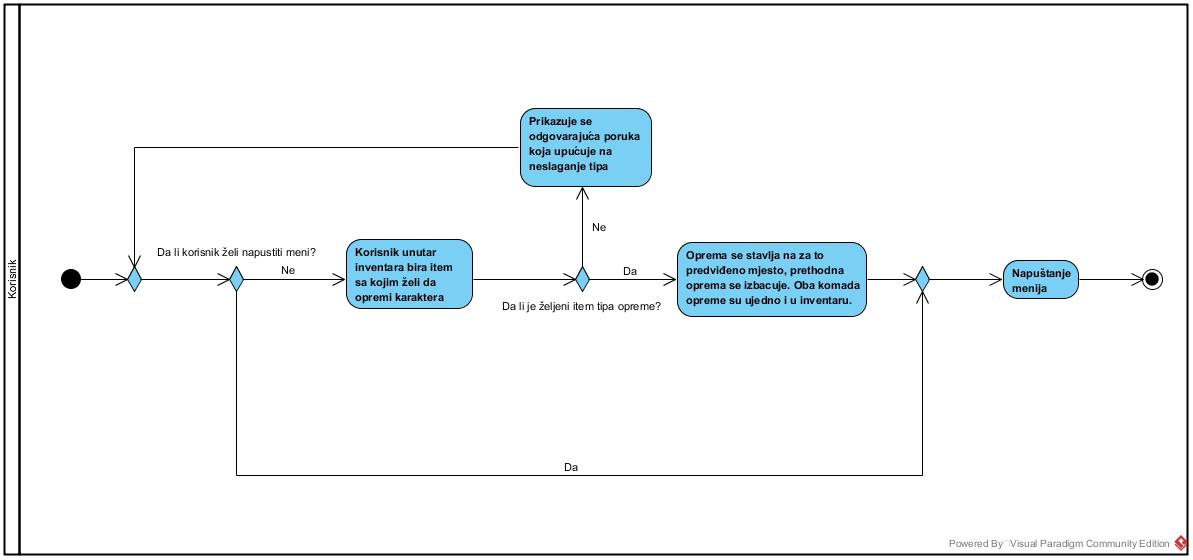 Korisnik
Prikazuje se
odgovarajuća poruka
koja upućuje na
neslaganje tipa
Da li korisnik želi napustiti meni?
Ne
Korisnik unutar
inventara bira item
sa kojim želi da
opremi karaktera
Ne
Da
Da li je željeni item tipa opreme?
Oprema se stavlja na za to
predviđeno mjesto, prethodna
oprema se izbacuje. Oba komada
opreme su ujedno i u inventaru.
Napuštanje
menija
Da
Powered By Visual Paradigm Community Edition